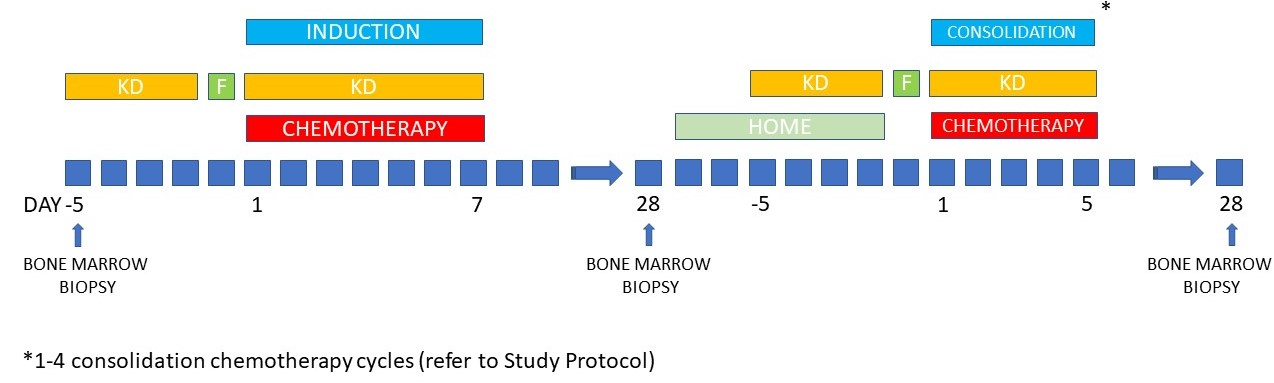 *
INDUCTION
CONSOLIDATION
KD F KD KD F KD
CHEMOTHERAPY HOME CHEMOTHERAPY
DAY -5 1 7 28 -5 1 5 28
BONE MARROW BONE MARROW BONE MARROW
BIOPSY BIOPSY BIOPSY
*1-4 consolidation chemotherapy cycles (refer to Study Protocol)